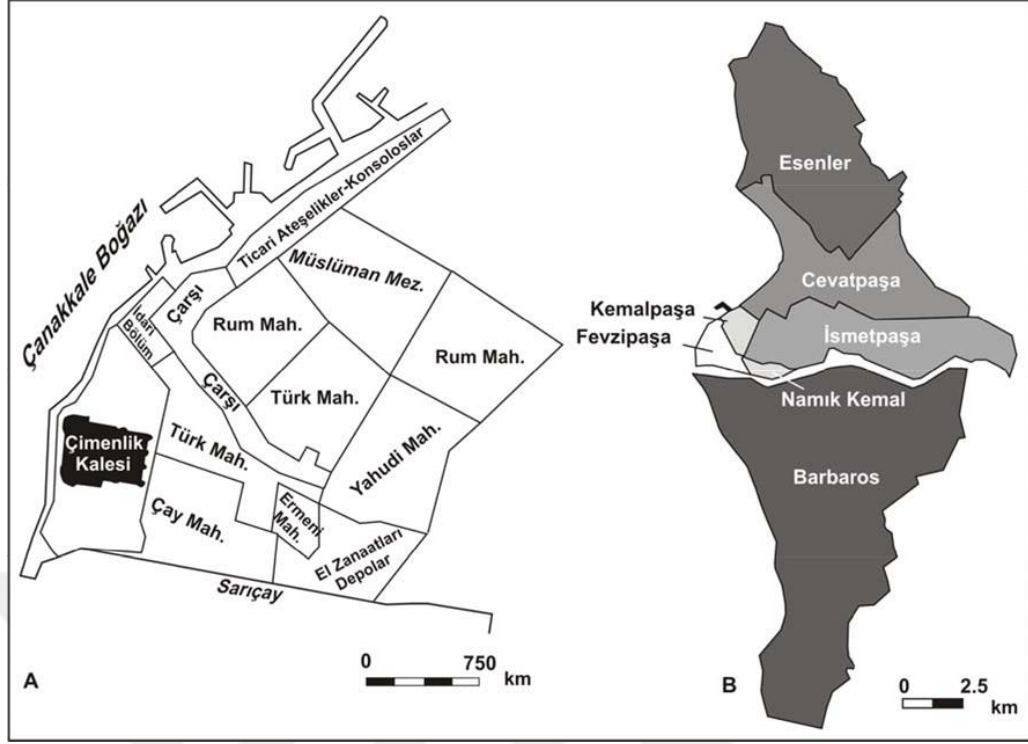 Çanakkale Boğazı
Ticari Ateşelikler-Konsoloslar
Müslüman Mez.
Çarşı
İdari
Bölüm
Rum Mah.
Rum Mah.
Çarşı
Türk Mah.
Çimenlik
Kalesi
Türk Mah.
Yahudi Mah.
Çay Mah.
Ermeni
Mah.
El Zanaatları
Depolar
Sarıçay
A
0 750
km
Esenler
Cevatpaşa
Kemalpaşa
Fevzipaşa
İsmetpaşa
Namık Kemal
Barbaros
B
0 2.5
km